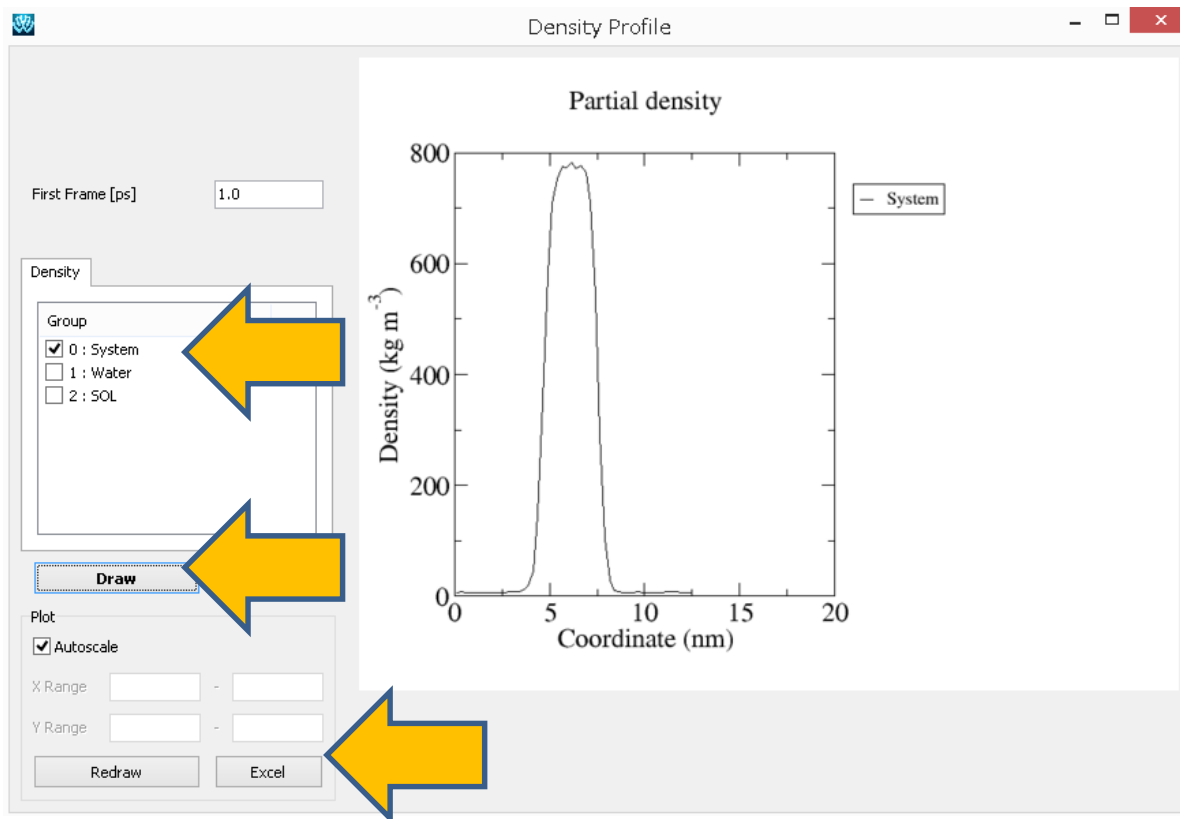 Density Profile
First Frame [ps]
1.0
Density
Group
0 : System
1 : Water
2 : SOL
Draw
Plot
Autoscale
X Range
-
Y Range
-
Redraw
Excel
Partial density
800
600
400
200
0
Density (kg m⁻³)
0 5 10 15 20
Coordinate (nm)
System